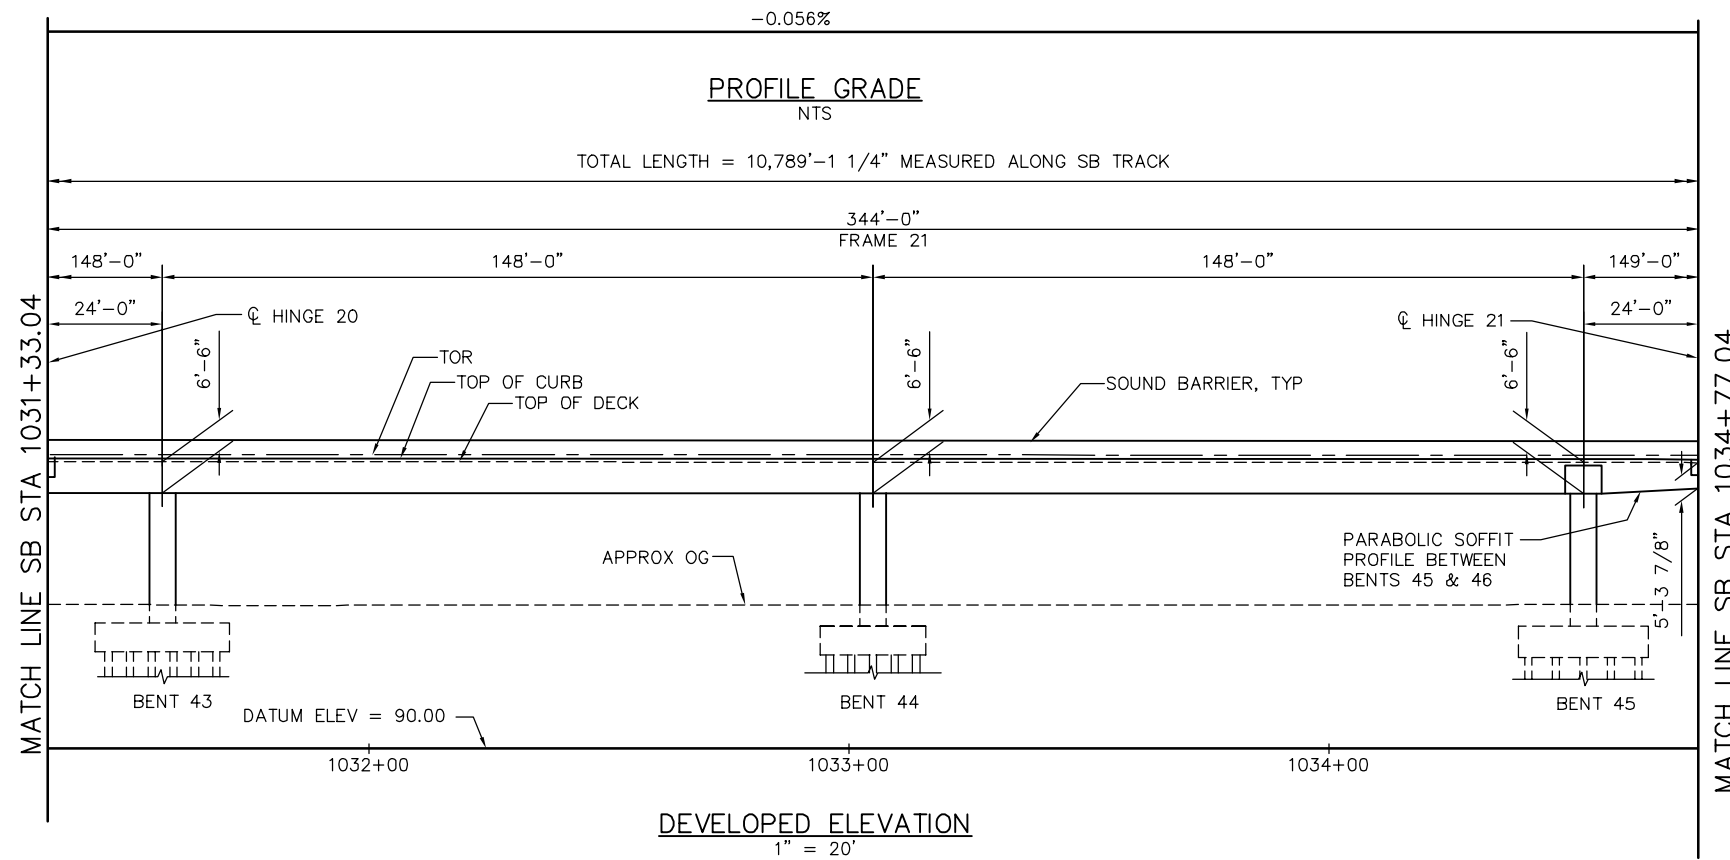 -0.056%
PROFILE GRADE
NTS
TOTAL LENGTH = 10,789'-1 1/4" MEASURED ALONG SB TRACK
344'-0"
FRAME 21
148'-0"
148'-0"
148'-0"
149'-0"
24'-0"
24'-0"
℄ HINGE 20
℄ HINGE 21
6'-6"
6'-6"
6'-6"
TOR
TOP OF CURB
TOP OF DECK
SOUND BARRIER, TYP
MATCH LINE SB STA 1031+33.04
MATCH LINE SB STA 1034+77.04
APPROX OG
PARABOLIC SOFFIT
PROFILE BETWEEN
BENTS 45 & 46
5'-3 7/8"
BENT 43
BENT 44
BENT 45
DATUM ELEV = 90.00
1032+00
1033+00
1034+00
DEVELOPED ELEVATION
1" = 20'